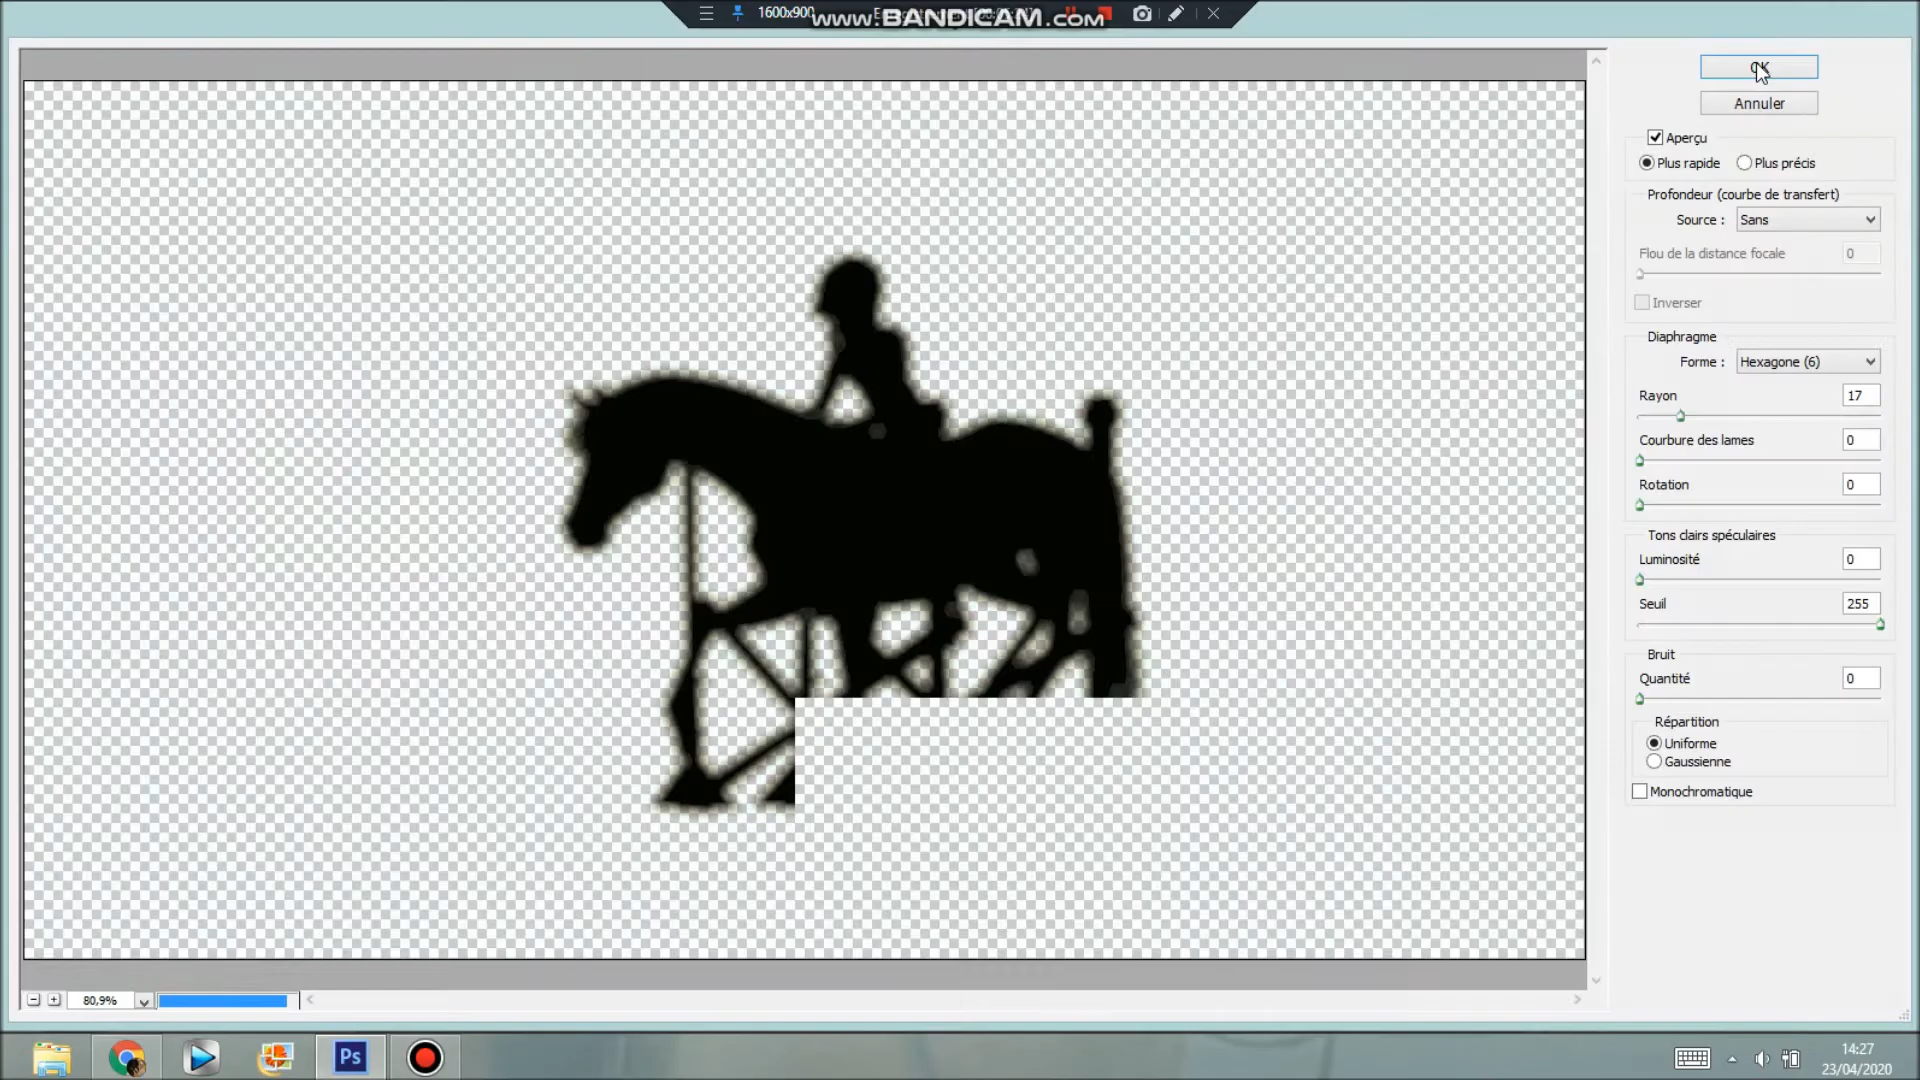 1600x900
www.BANDICAM.com
OK
Annuler
Aperçu
Plus rapide
Plus précis
Profondeur (courbe de transfert)
Source :
Sans
Flou de la distance focale
0
Inverser
Diaphragme
Forme :
Hexagone (6)
Rayon
17
Courbure des lames
0
Rotation
0
Tons clairs spéculaires
Luminosité
0
Seuil
255
Bruit
Quantité
0
Répartition
Uniforme
Gaussienne
Monochromatique
80,9%
Ps
14:27
23/04/2020